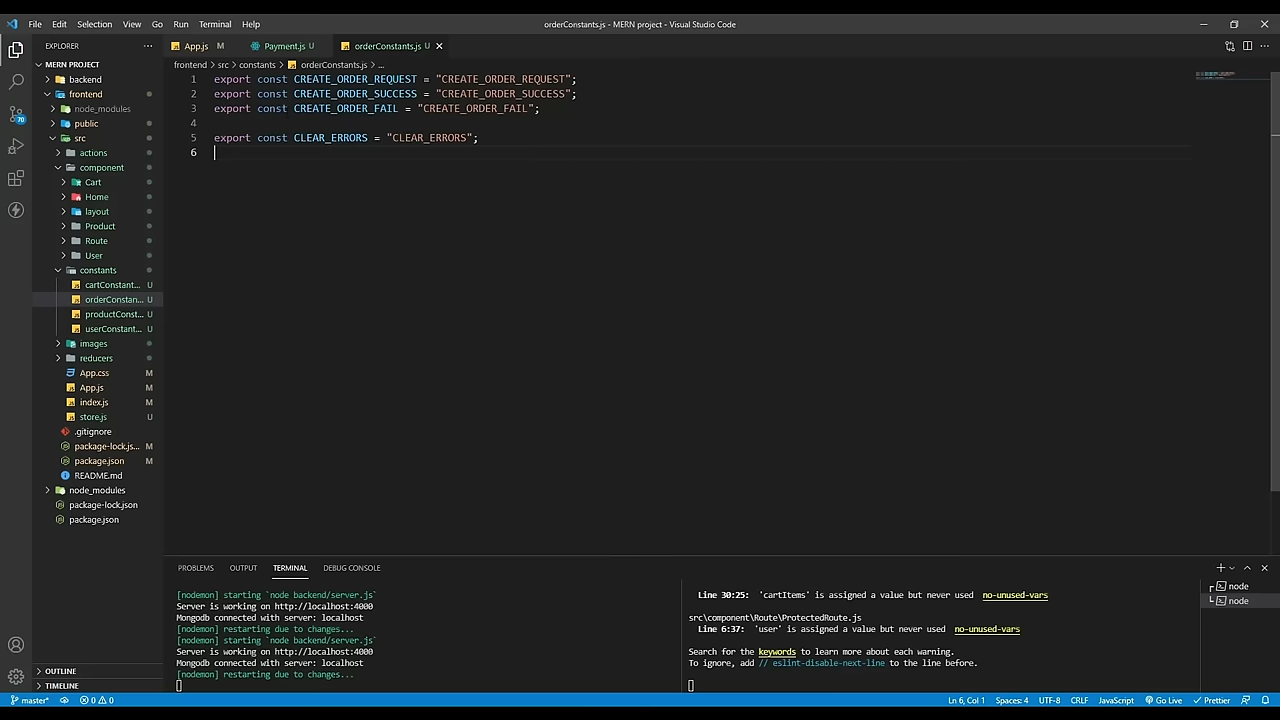 File Edit Selection View Go Run Terminal Help
orderConstants.js - MERN project - Visual Studio Code
EXPLORER
App.js M
Payment.js U
orderConstants.js U
MERN PROJECT
frontend > src > constants > orderConstants.js > ...
backend
frontend
node_modules
public
src
actions
component
Cart
Home
layout
Product
Route
User
constants
cartConstant... U
orderConstan... U
productConst... U
userConstant... U
images
reducers
App.css M
App.js M
index.js M
store.js U
.gitignore
package-lock.js... M
package.json M
README.md
node_modules
package-lock.json
package.json
OUTLINE
TIMELINE
70
1 export const CREATE_ORDER_REQUEST = "CREATE_ORDER_REQUEST";
2 export const CREATE_ORDER_SUCCESS = "CREATE_ORDER_SUCCESS";
3 export const CREATE_ORDER_FAIL = "CREATE_ORDER_FAIL";
4
5 export const CLEAR_ERRORS = "CLEAR_ERRORS";
6
PROBLEMS OUTPUT TERMINAL DEBUG CONSOLE
[nodemon] starting `node backend/server.js`
Server is working on http://localhost:4000
Mongodb connected with server: localhost
[nodemon] restarting due to changes...
[nodemon] starting `node backend/server.js`
Server is working on http://localhost:4000
Mongodb connected with server: localhost
[nodemon] restarting due to changes...
Line 30:25: 'cartItems' is assigned a value but never used no-unused-vars
src\component\Route\ProtectedRoute.js
Line 6:37: 'user' is assigned a value but never used no-unused-vars
Search for the keywords to learn more about each warning.
To ignore, add // eslint-disable-next-line to the line before.
node
node
master* 0 0
Ln 6, Col 1 Spaces: 4 UTF-8 CRLF JavaScript Go Live Prettier